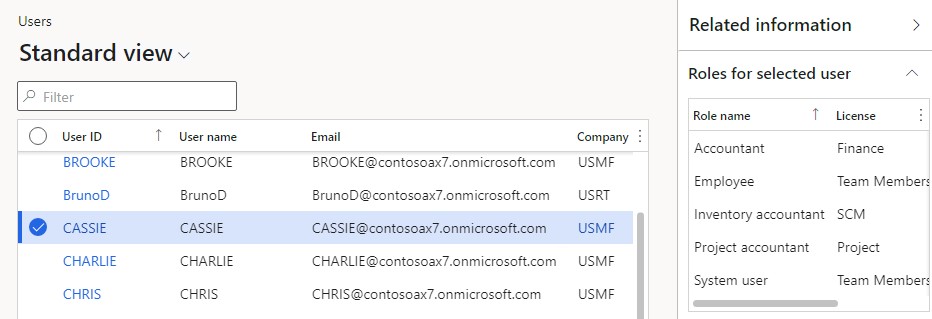 Users
Standard view
Filter
User ID User name Email Company
BROOKE BROOKE BROOKE@contosoax7.onmicrosoft.com USMF
BrunoD BrunoD BrunoD@contosoax7.onmicrosoft.com USRT
CASSIE CASSIE CASSIE@contosoax7.onmicrosoft.com USMF
CHARLIE CHARLIE CHARLIE@contosoax7.onmicrosoft.com USMF
CHRIS CHRIS CHRIS@contosoax7.onmicrosoft.com USMF
Related information
Roles for selected user
Role name License
Accountant Finance
Employee Team Members
Inventory accountant SCM
Project accountant Project
System user Team Members